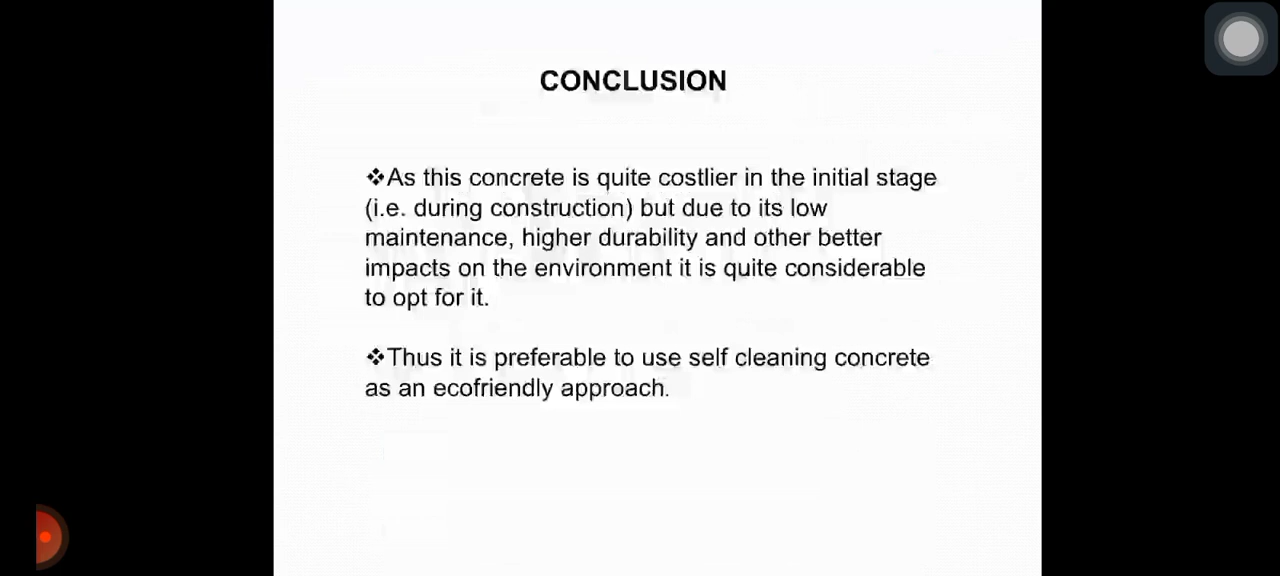 CONCLUSION
❖As this concrete is quite costlier in the initial stage
(i.e. during construction) but due to its low
maintenance, higher durability and other better
impacts on the environment it is quite considerable
to opt for it.
❖Thus it is preferable to use self cleaning concrete
as an ecofriendly approach.